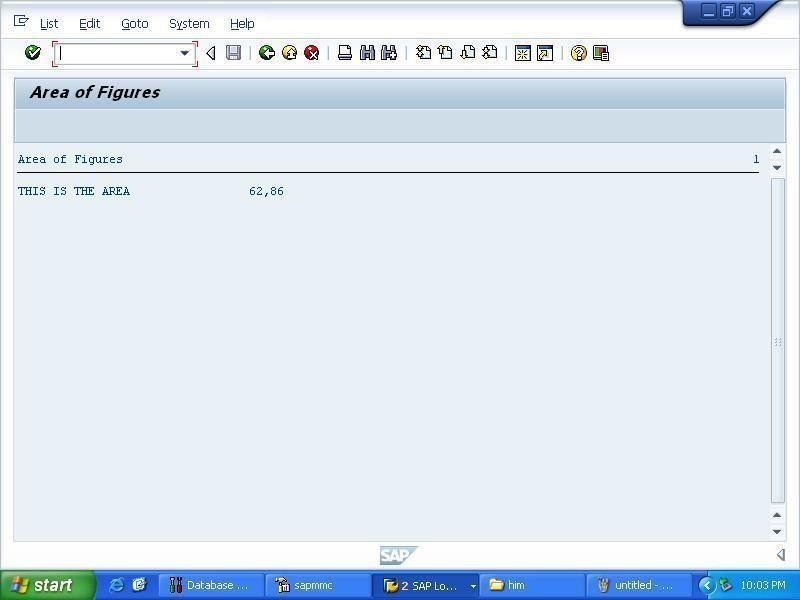 List Edit Goto System Help
Area of Figures
Area of Figures 1
THIS IS THE AREA 62,86
SAP
start Database ... sapmmc 2 SAP Lo... him untitled - ... 10:03 PM